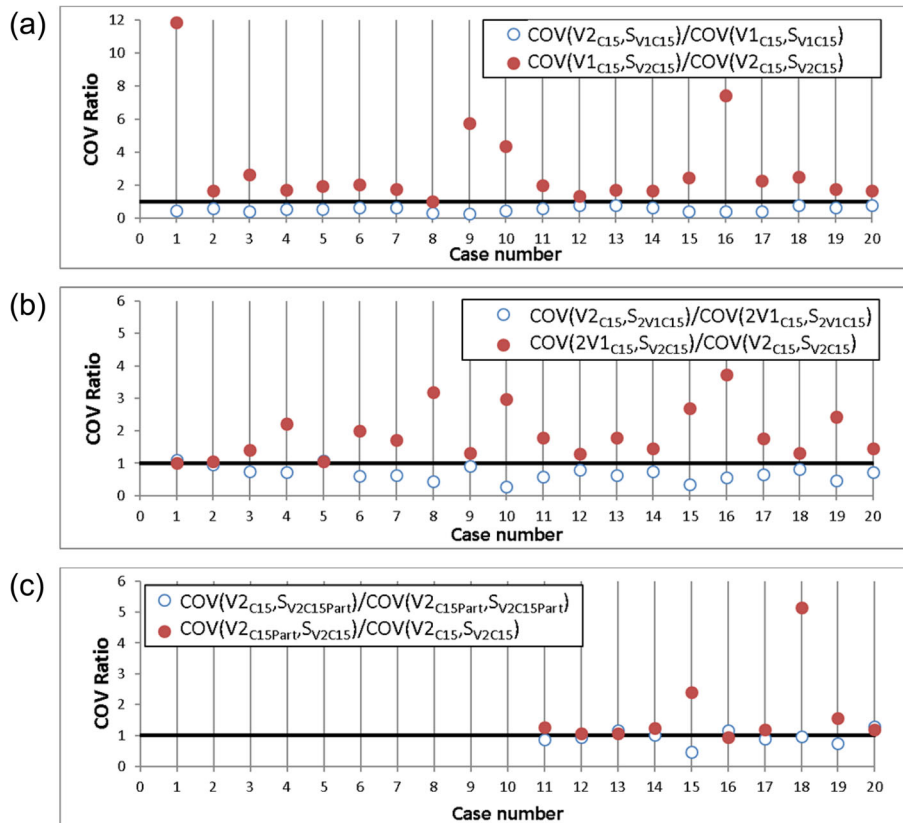 (a)
12
10
8
6
4
2
0
COV Ratio
COV(V2C15,SV1C15)/COV(V1C15,SV1C15)
COV(V1C15,SV2C15)/COV(V2C15,SV2C15)
0 1 2 3 4 5 6 7 8 9 10 11 12 13 14 15 16 17 18 19 20
Case number
(b)
6
5
4
3
2
1
0
COV Ratio
COV(V2C15,S2V1C15)/COV(2V1C15,S2V1C15)
COV(2V1C15,SV2C15)/COV(V2C15,SV2C15)
0 1 2 3 4 5 6 7 8 9 10 11 12 13 14 15 16 17 18 19 20
Case number
(c)
6
5
4
3
2
1
0
COV Ratio
COV(V2C15,SV2C15Part)/COV(V2C15Part,SV2C15Part)
COV(V2C15Part,SV2C15)/COV(V2C15,SV2C15)
0 1 2 3 4 5 6 7 8 9 10 11 12 13 14 15 16 17 18 19 20
Case number